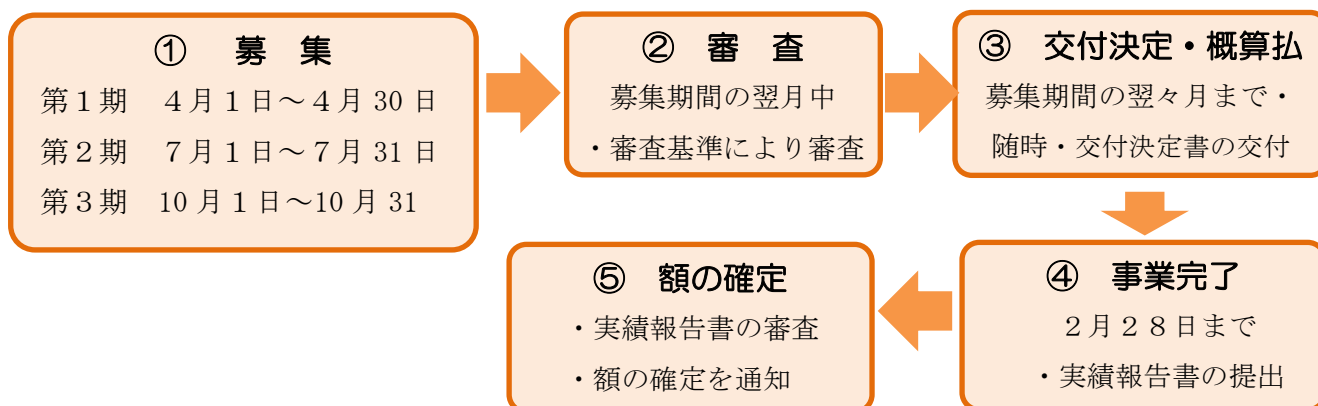 ① 募 集
第１期 ４月１日～４月 30 日
第２期 ７月１日～７月 31 日
第３期 10 月１日～10 月 31
② 審 査
募集期間の翌月中
・審査基準により審査
③ 交付決定・概算払
募集期間の翌々月まで・
随時・交付決定書の交付
④ 事業完了
２月２８日まで
・実績報告書の提出
⑤ 額の確定
・実績報告書の審査
・額の確定を通知